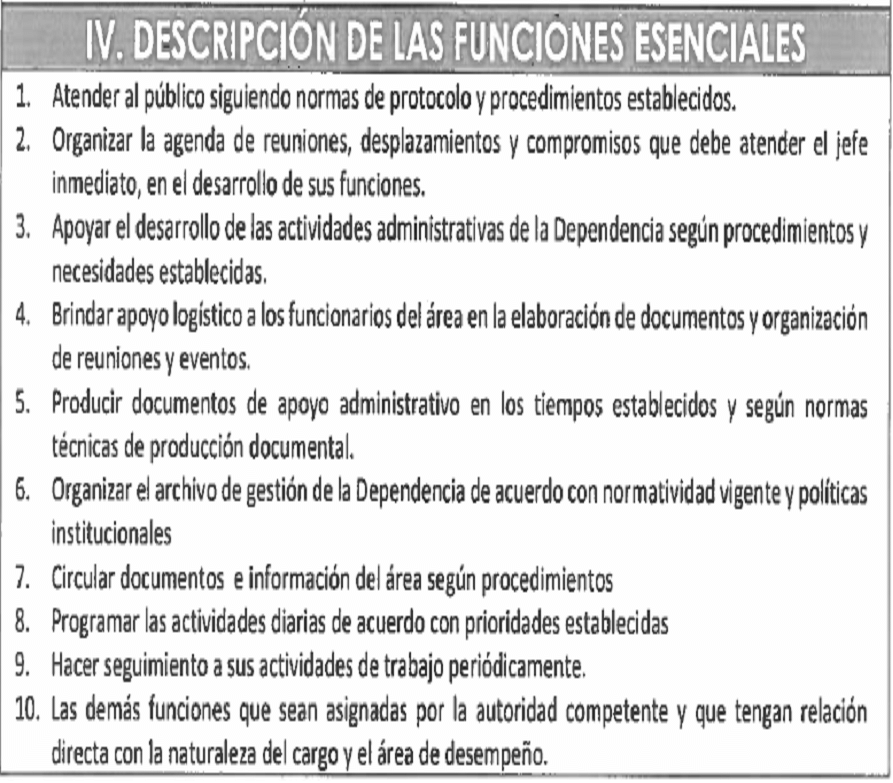 IV. DESCRIPCIÓN DE LAS FUNCIONES ESENCIALES
1. Atender al público siguiendo normas de protocolo y procedimientos establecidos.
2. Organizar la agenda de reuniones, desplazamientos y compromisos que debe atender el jefe
inmediato, en el desarrollo de sus funciones.
3. Apoyar el desarrollo de las actividades administrativas de la Dependencia según procedimientos y
necesidades establecidas.
4. Brindar apoyo logístico a los funcionarios del área en la elaboración de documentos y organización
de reuniones y eventos.
5. Producir documentos de apoyo administrativo en los tiempos establecidos y según normas
técnicas de producción documental.
6. Organizar el archivo de gestión de la Dependencia de acuerdo con normatividad vigente y políticas
institucionales
7. Circular documentos e información del área según procedimientos
8. Programar las actividades diarias de acuerdo con prioridades establecidas
9. Hacer seguimiento a sus actividades de trabajo periódicamente.
10. Las demás funciones que sean asignadas por la autoridad competente y que tengan relación
directa con la naturaleza del cargo y el área de desempeño.